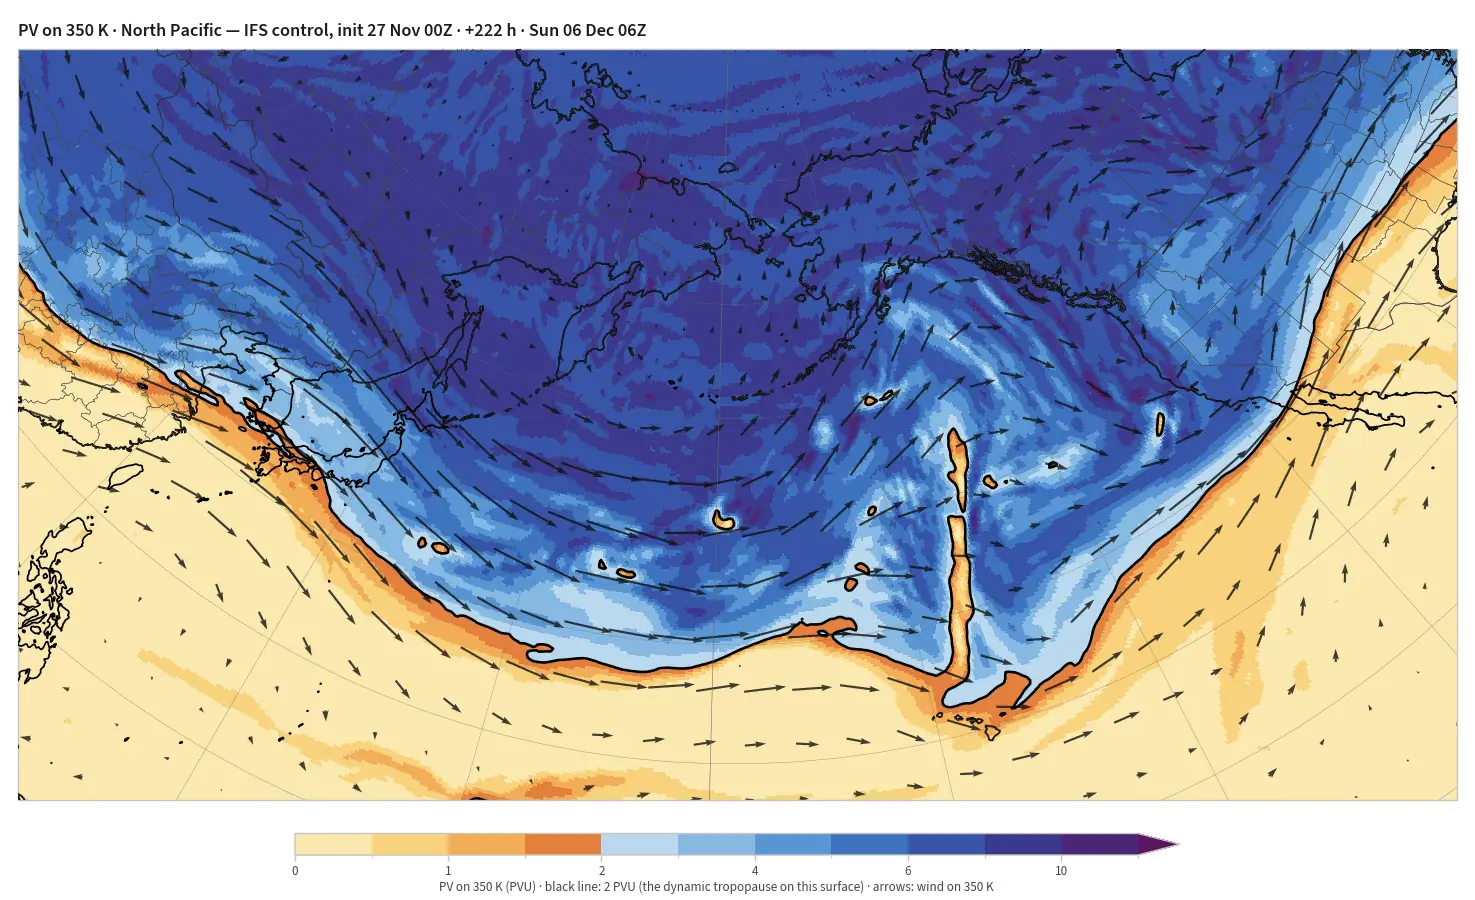 PV on 350 K · North Pacific — IFS control, init 27 Nov 00Z · +222 h · Sun 06 Dec 06Z
0 1 2 4 6 10
PV on 350 K (PVU) · black line: 2 PVU (the dynamic tropopause on this surface) · arrows: wind on 350 K